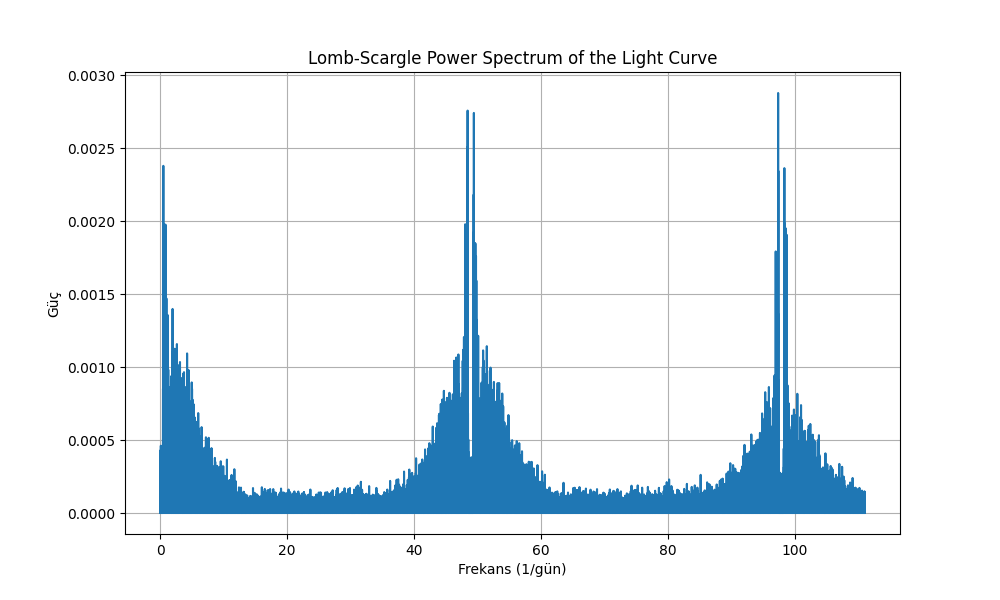 Lomb-Scargle Power Spectrum of the Light Curve
0.0030
0.0025
0.0020
0.0015
0.0010
0.0005
0.0000
Güç
0 20 40 60 80 100
Frekans (1/gün)